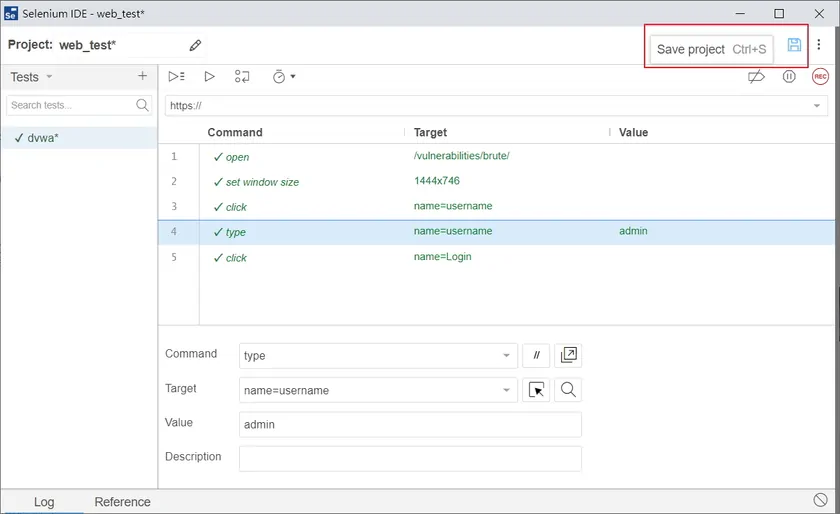 Se Selenium IDE - web_test*
Project: web_test*
Save project Ctrl+S
Tests
REC
Search tests...
https://
dvwa*
Command Target Value
1 open /vulnerabilities/brute/
2 set window size 1444x746
3 click name=username
4 type name=username admin
5 click name=Login
Command type //
Target name=username
Value admin
Description
Log Reference